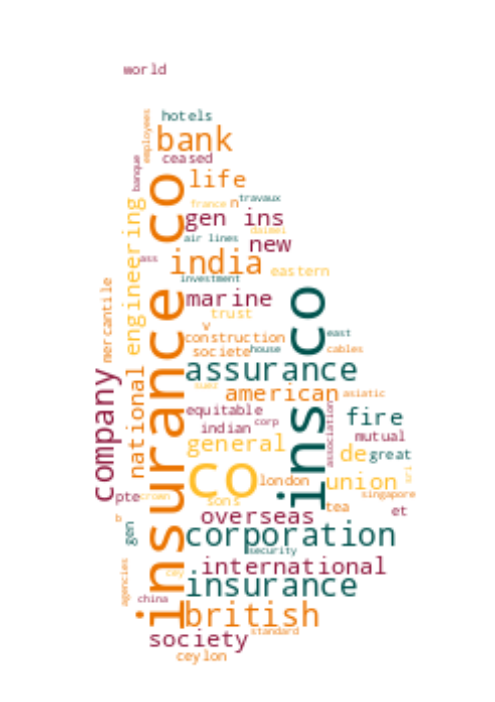 world
hotels
employees
bank
ceased
banque
life
insurance co
travaux
france
n
gen ins
daimei
air lines
new
engineering
ass
india
eastern
investment
mercantile
marine
ins co
trust
v
construction
east
societe
house
cables
assurance
company
national
suez
american
asiatic
equitable
association
corp
fire
indian
mutual
general
de
great
co
london
union
sri
singapore
pte
crown
sons
tea
et
overseas
b
gen
corporation
security
agencies
cey
international
insurance
china
british
society
standard
ceylon